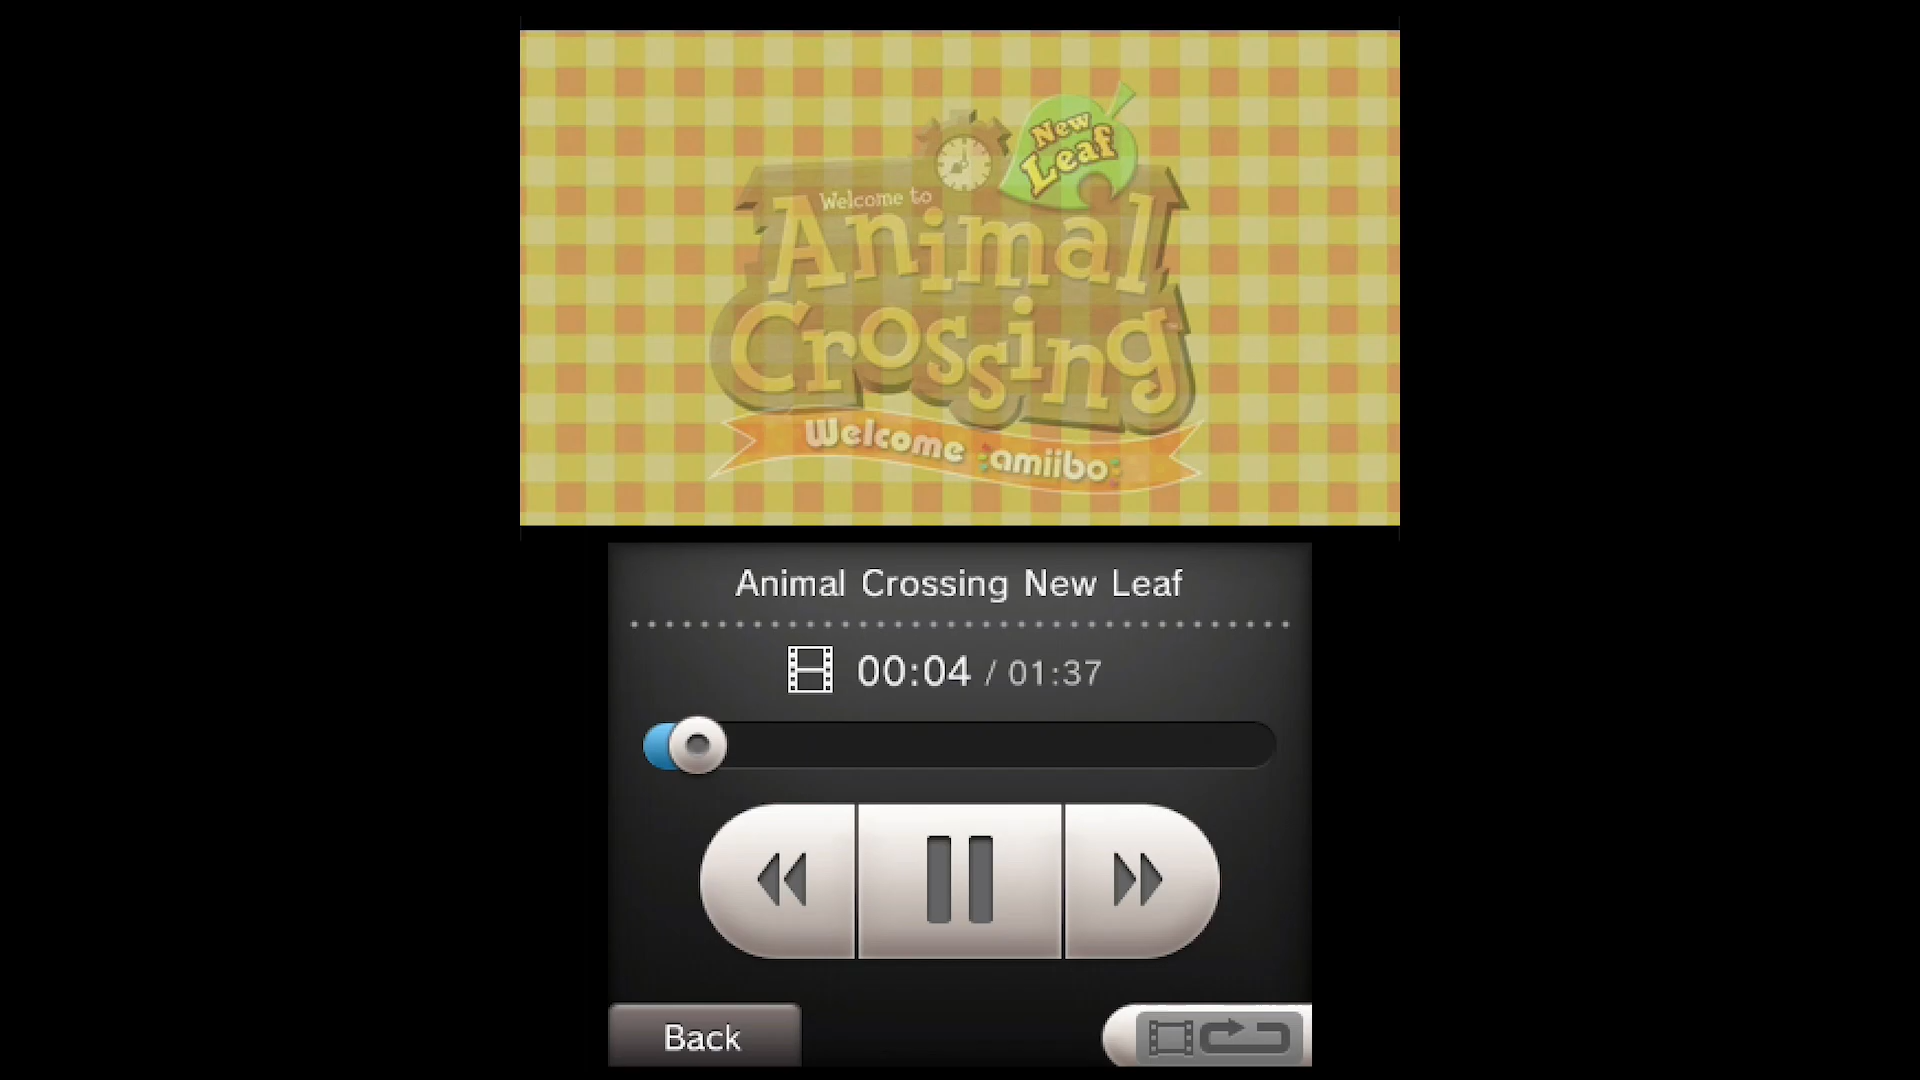 New
Leaf
Welcome to
Animal
Crossing
Welcome amiibo
Animal Crossing New Leaf
00:04 / 01:37
Back